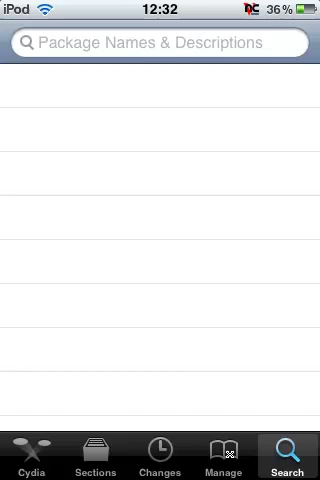 iPod 12:32 36%
Package Names & Descriptions
Cydia Sections Changes Manage Search